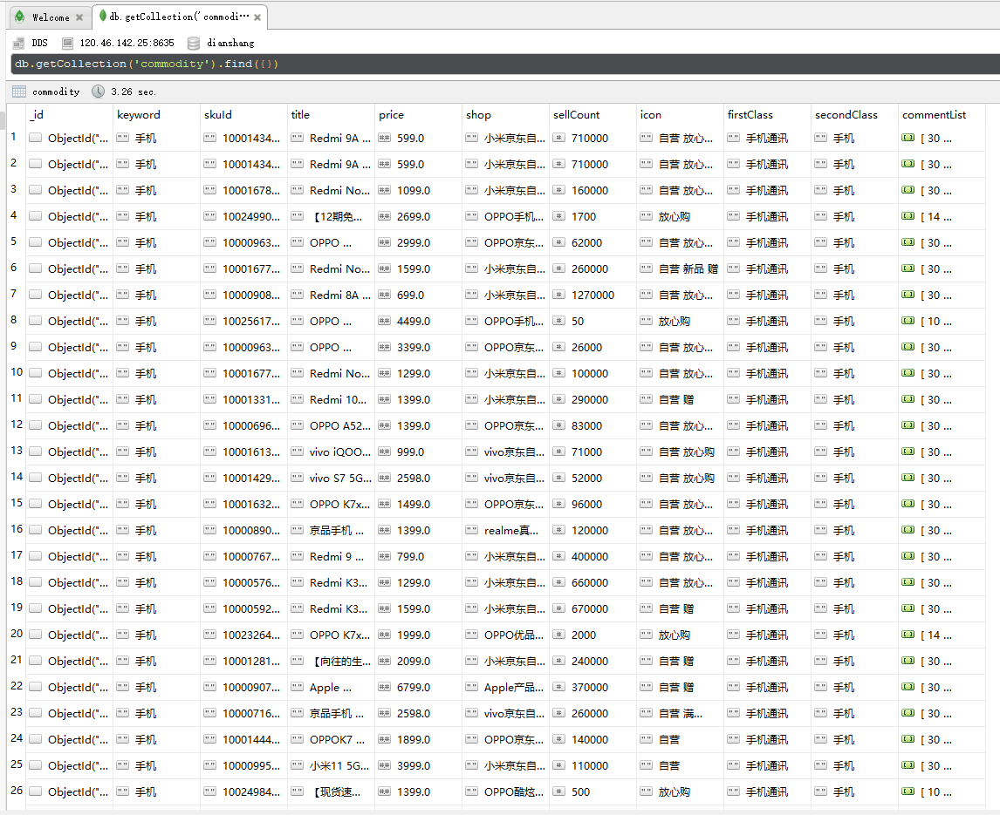 Welcome db.getCollection('commodi…
DDS 120.46.142.25:8635 dianshang
db.getCollection('commodity').find({})
commodity 3.26 sec.
_id keyword skuId title price shop sellCount icon firstClass secondClass commentList
1 ObjectId("... "" 手机 "" 10001434... "" Redmi 9A ... #.# 599.0 "" 小米京东自... # 710000 "" 自营 放心... "" 手机通讯 "" 手机 [ 30 ...
2 ObjectId("... "" 手机 "" 10001434... "" Redmi 9A ... #.# 599.0 "" 小米京东自... # 710000 "" 自营 放心... "" 手机通讯 "" 手机 [ 30 ...
3 ObjectId("... "" 手机 "" 10001678... "" Redmi No... #.# 1099.0 "" 小米京东自... # 160000 "" 自营 放心... "" 手机通讯 "" 手机 [ 30 ...
4 ObjectId("... "" 手机 "" 10024990... "" 【12期免... #.# 2699.0 "" OPPO手机... # 1700 "" 放心购 "" 手机通讯 "" 手机 [ 14 ...
5 ObjectId("... "" 手机 "" 10000963... "" OPPO ... #.# 2999.0 "" OPPO京东... # 62000 "" 自营 放心... "" 手机通讯 "" 手机 [ 30 ...
6 ObjectId("... "" 手机 "" 10001677... "" Redmi No... #.# 1599.0 "" 小米京东自... # 260000 "" 自营 新品 赠 "" 手机通讯 "" 手机 [ 30 ...
7 ObjectId("... "" 手机 "" 10000908... "" Redmi 8A ... #.# 699.0 "" 小米京东自... # 1270000 "" 自营 放心... "" 手机通讯 "" 手机 [ 30 ...
8 ObjectId("... "" 手机 "" 10025617... "" OPPO ... #.# 4499.0 "" OPPO手机... # 50 "" 放心购 "" 手机通讯 "" 手机 [ 10 ...
9 ObjectId("... "" 手机 "" 10000963... "" OPPO ... #.# 3399.0 "" OPPO京东... # 26000 "" 自营 放心... "" 手机通讯 "" 手机 [ 30 ...
10 ObjectId("... "" 手机 "" 10001677... "" Redmi No... #.# 1299.0 "" 小米京东自... # 100000 "" 自营 放心... "" 手机通讯 "" 手机 [ 30 ...
11 ObjectId("... "" 手机 "" 10001331... "" Redmi 10... #.# 1399.0 "" 小米京东自... # 290000 "" 自营 赠 "" 手机通讯 "" 手机 [ 30 ...
12 ObjectId("... "" 手机 "" 10000696... "" OPPO A52... #.# 1399.0 "" OPPO京东... # 83000 "" 自营 放心... "" 手机通讯 "" 手机 [ 30 ...
13 ObjectId("... "" 手机 "" 10001613... "" vivo iQOO... #.# 999.0 "" vivo京东自... # 71000 "" 自营 放心购 "" 手机通讯 "" 手机 [ 30 ...
14 ObjectId("... "" 手机 "" 10001429... "" vivo S7 5G... #.# 2598.0 "" vivo京东自... # 52000 "" 自营 放心购 "" 手机通讯 "" 手机 [ 30 ...
15 ObjectId("... "" 手机 "" 10001632... "" OPPO K7x... #.# 1499.0 "" OPPO京东... # 96000 "" 自营 放心... "" 手机通讯 "" 手机 [ 30 ...
16 ObjectId("... "" 手机 "" 10000890... "" 京品手机 ... #.# 1399.0 "" realme真... # 120000 "" 自营 放心... "" 手机通讯 "" 手机 [ 30 ...
17 ObjectId("... "" 手机 "" 10000767... "" Redmi 9 ... #.# 799.0 "" 小米京东自... # 400000 "" 自营 放心... "" 手机通讯 "" 手机 [ 30 ...
18 ObjectId("... "" 手机 "" 10000576... "" Redmi K3... #.# 1299.0 "" 小米京东自... # 660000 "" 自营 放心... "" 手机通讯 "" 手机 [ 30 ...
19 ObjectId("... "" 手机 "" 10000592... "" Redmi K3... #.# 1599.0 "" 小米京东自... # 670000 "" 自营 赠 "" 手机通讯 "" 手机 [ 30 ...
20 ObjectId("... "" 手机 "" 10023264... "" OPPO K7x... #.# 1999.0 "" OPPO优品... # 2000 "" 放心购 "" 手机通讯 "" 手机 [ 14 ...
21 ObjectId("... "" 手机 "" 10001281... "" 【向往的生... #.# 2099.0 "" 小米京东自... # 240000 "" 自营 赠 "" 手机通讯 "" 手机 [ 30 ...
22 ObjectId("... "" 手机 "" 10000907... "" Apple ... #.# 6799.0 "" Apple产品... # 370000 "" 自营 赠 "" 手机通讯 "" 手机 [ 30 ...
23 ObjectId("... "" 手机 "" 10000716... "" 京品手机 ... #.# 2598.0 "" vivo京东自... # 260000 "" 自营 满... "" 手机通讯 "" 手机 [ 30 ...
24 ObjectId("... "" 手机 "" 10001444... "" OPPOK7 ... #.# 1899.0 "" OPPO京东... # 140000 "" 自营 "" 手机通讯 "" 手机 [ 30 ...
25 ObjectId("... "" 手机 "" 10000995... "" 小米11 5G... #.# 3999.0 "" 小米京东自... # 110000 "" 自营 "" 手机通讯 "" 手机 [ 30 ...
26 ObjectId("... "" 手机 "" 10024984... "" 【现货速... #.# 1399.0 "" OPPO酷炫... # 500 "" 放心购 "" 手机通讯 "" 手机 [ 10 ...